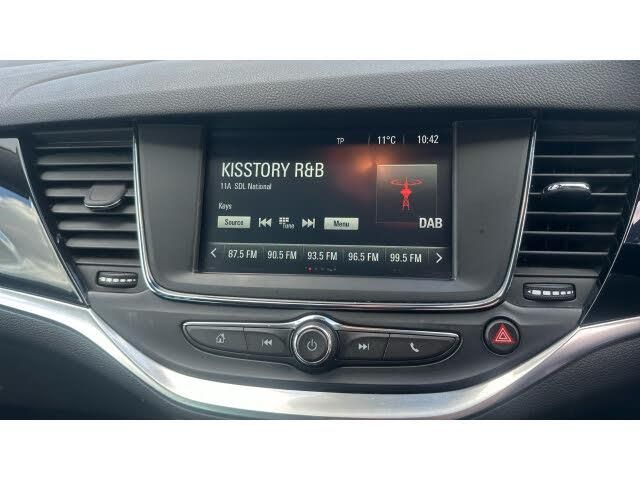 TP 11°C 10:42
KISSTORY R&B
11A SDL National
Keys
Source Tune Menu
DAB
87.5 FM 90.5 FM 93.5 FM 96.5 FM 99.5 FM